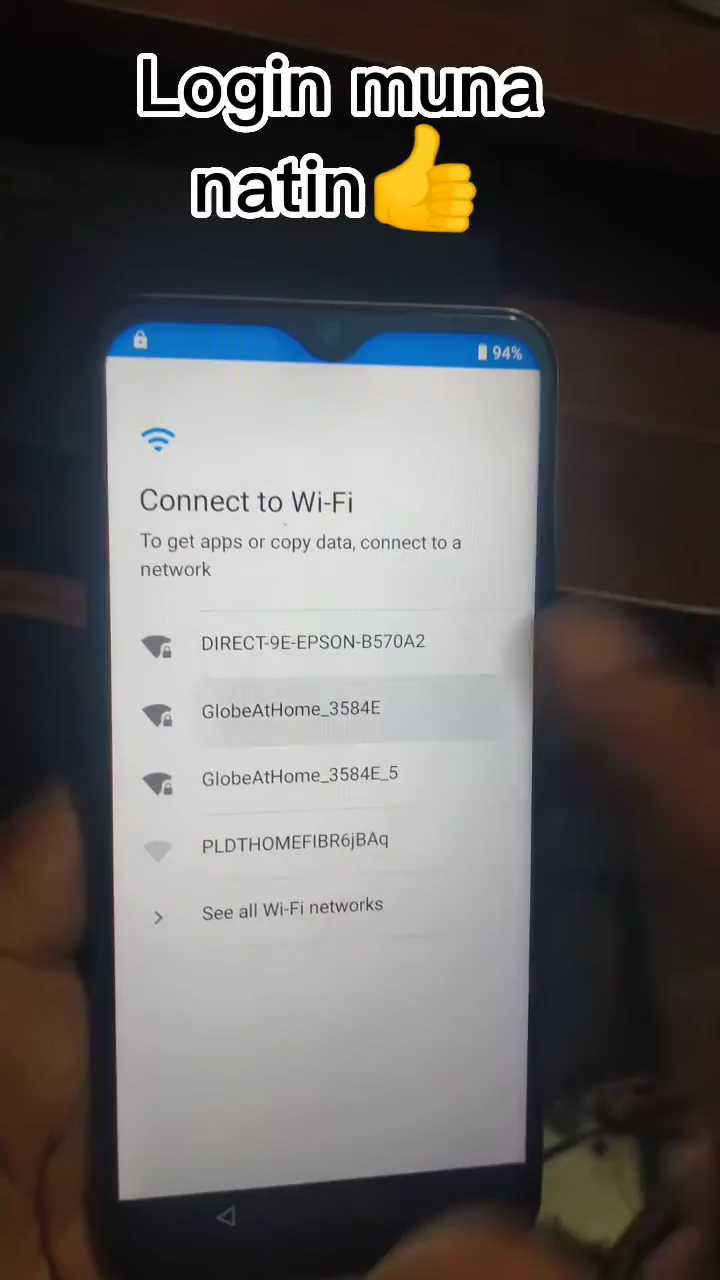 Login muna
natin👍
94%
Connect to Wi-Fi
To get apps or copy data, connect to a
network
DIRECT-9E-EPSON-B570A2
GlobeAtHome_3584E
GlobeAtHome_3584E_5
PLDTHOMEFIBR6jBAq
See all Wi-Fi networks